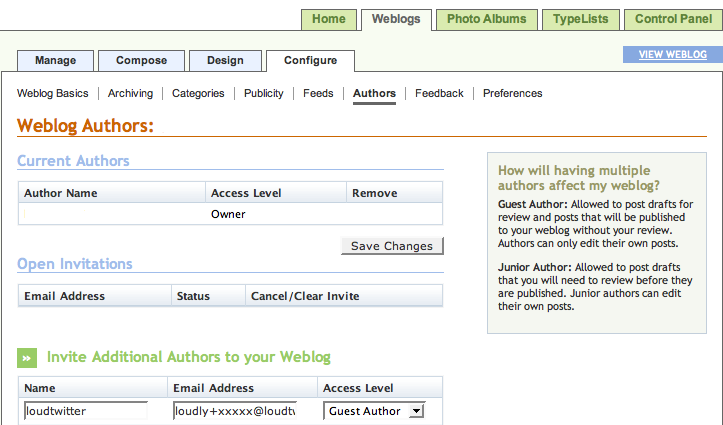 Home Weblogs Photo Albums TypeLists Control Panel
Manage Compose Design Configure VIEW WEBLOG
Weblog Basics Archiving Categories Publicity Feeds Authors Feedback Preferences
Weblog Authors:
Current Authors
Author Name Access Level Remove
Owner
Save Changes
Open Invitations
Email Address Status Cancel/Clear Invite
How will having multiple
authors affect my weblog?
Guest Author: Allowed to post drafts for
review and posts that will be published
to your weblog without your review.
Authors can only edit their own posts.
Junior Author: Allowed to post drafts
that you will need to review before they
are published. Junior authors can edit
their own posts.
Invite Additional Authors to your Weblog
Name Email Address Access Level
loudtwitter loudly+xxxxx@loudtv Guest Author